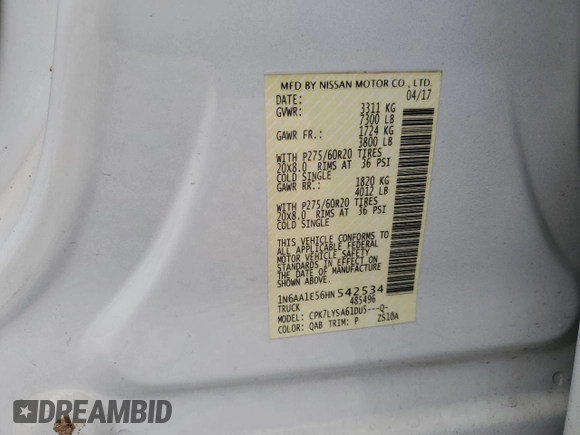 MFD BY NISSAN MOTOR CO., LTD.
DATE: 04/17
GVWR: 3311 KG
7300 LB
GAWR FR.: 1724 KG
3800 LB
WITH P275/60R20 TIRES
20X8.0 RIMS AT 36 PSI
COLD SINGLE
GAWR RR.: 1820 KG
4012 LB
WITH P275/60R20 TIRES
20X8.0 RIMS AT 36 PSI
COLD SINGLE
THIS VEHICLE CONFORMS TO
ALL APPLICABLE FEDERAL
MOTOR VEHICLE SAFETY
STANDARDS IN EFFECT ON
THE DATE OF MANUFACTURE
SHOWN ABOVE.
1N6AA1E56HN542534
TRUCK 485496
MODEL: CPK7LYSA61DU5---Q-
COLOR: QAB TRIM: P ZS10A
DREAMBID